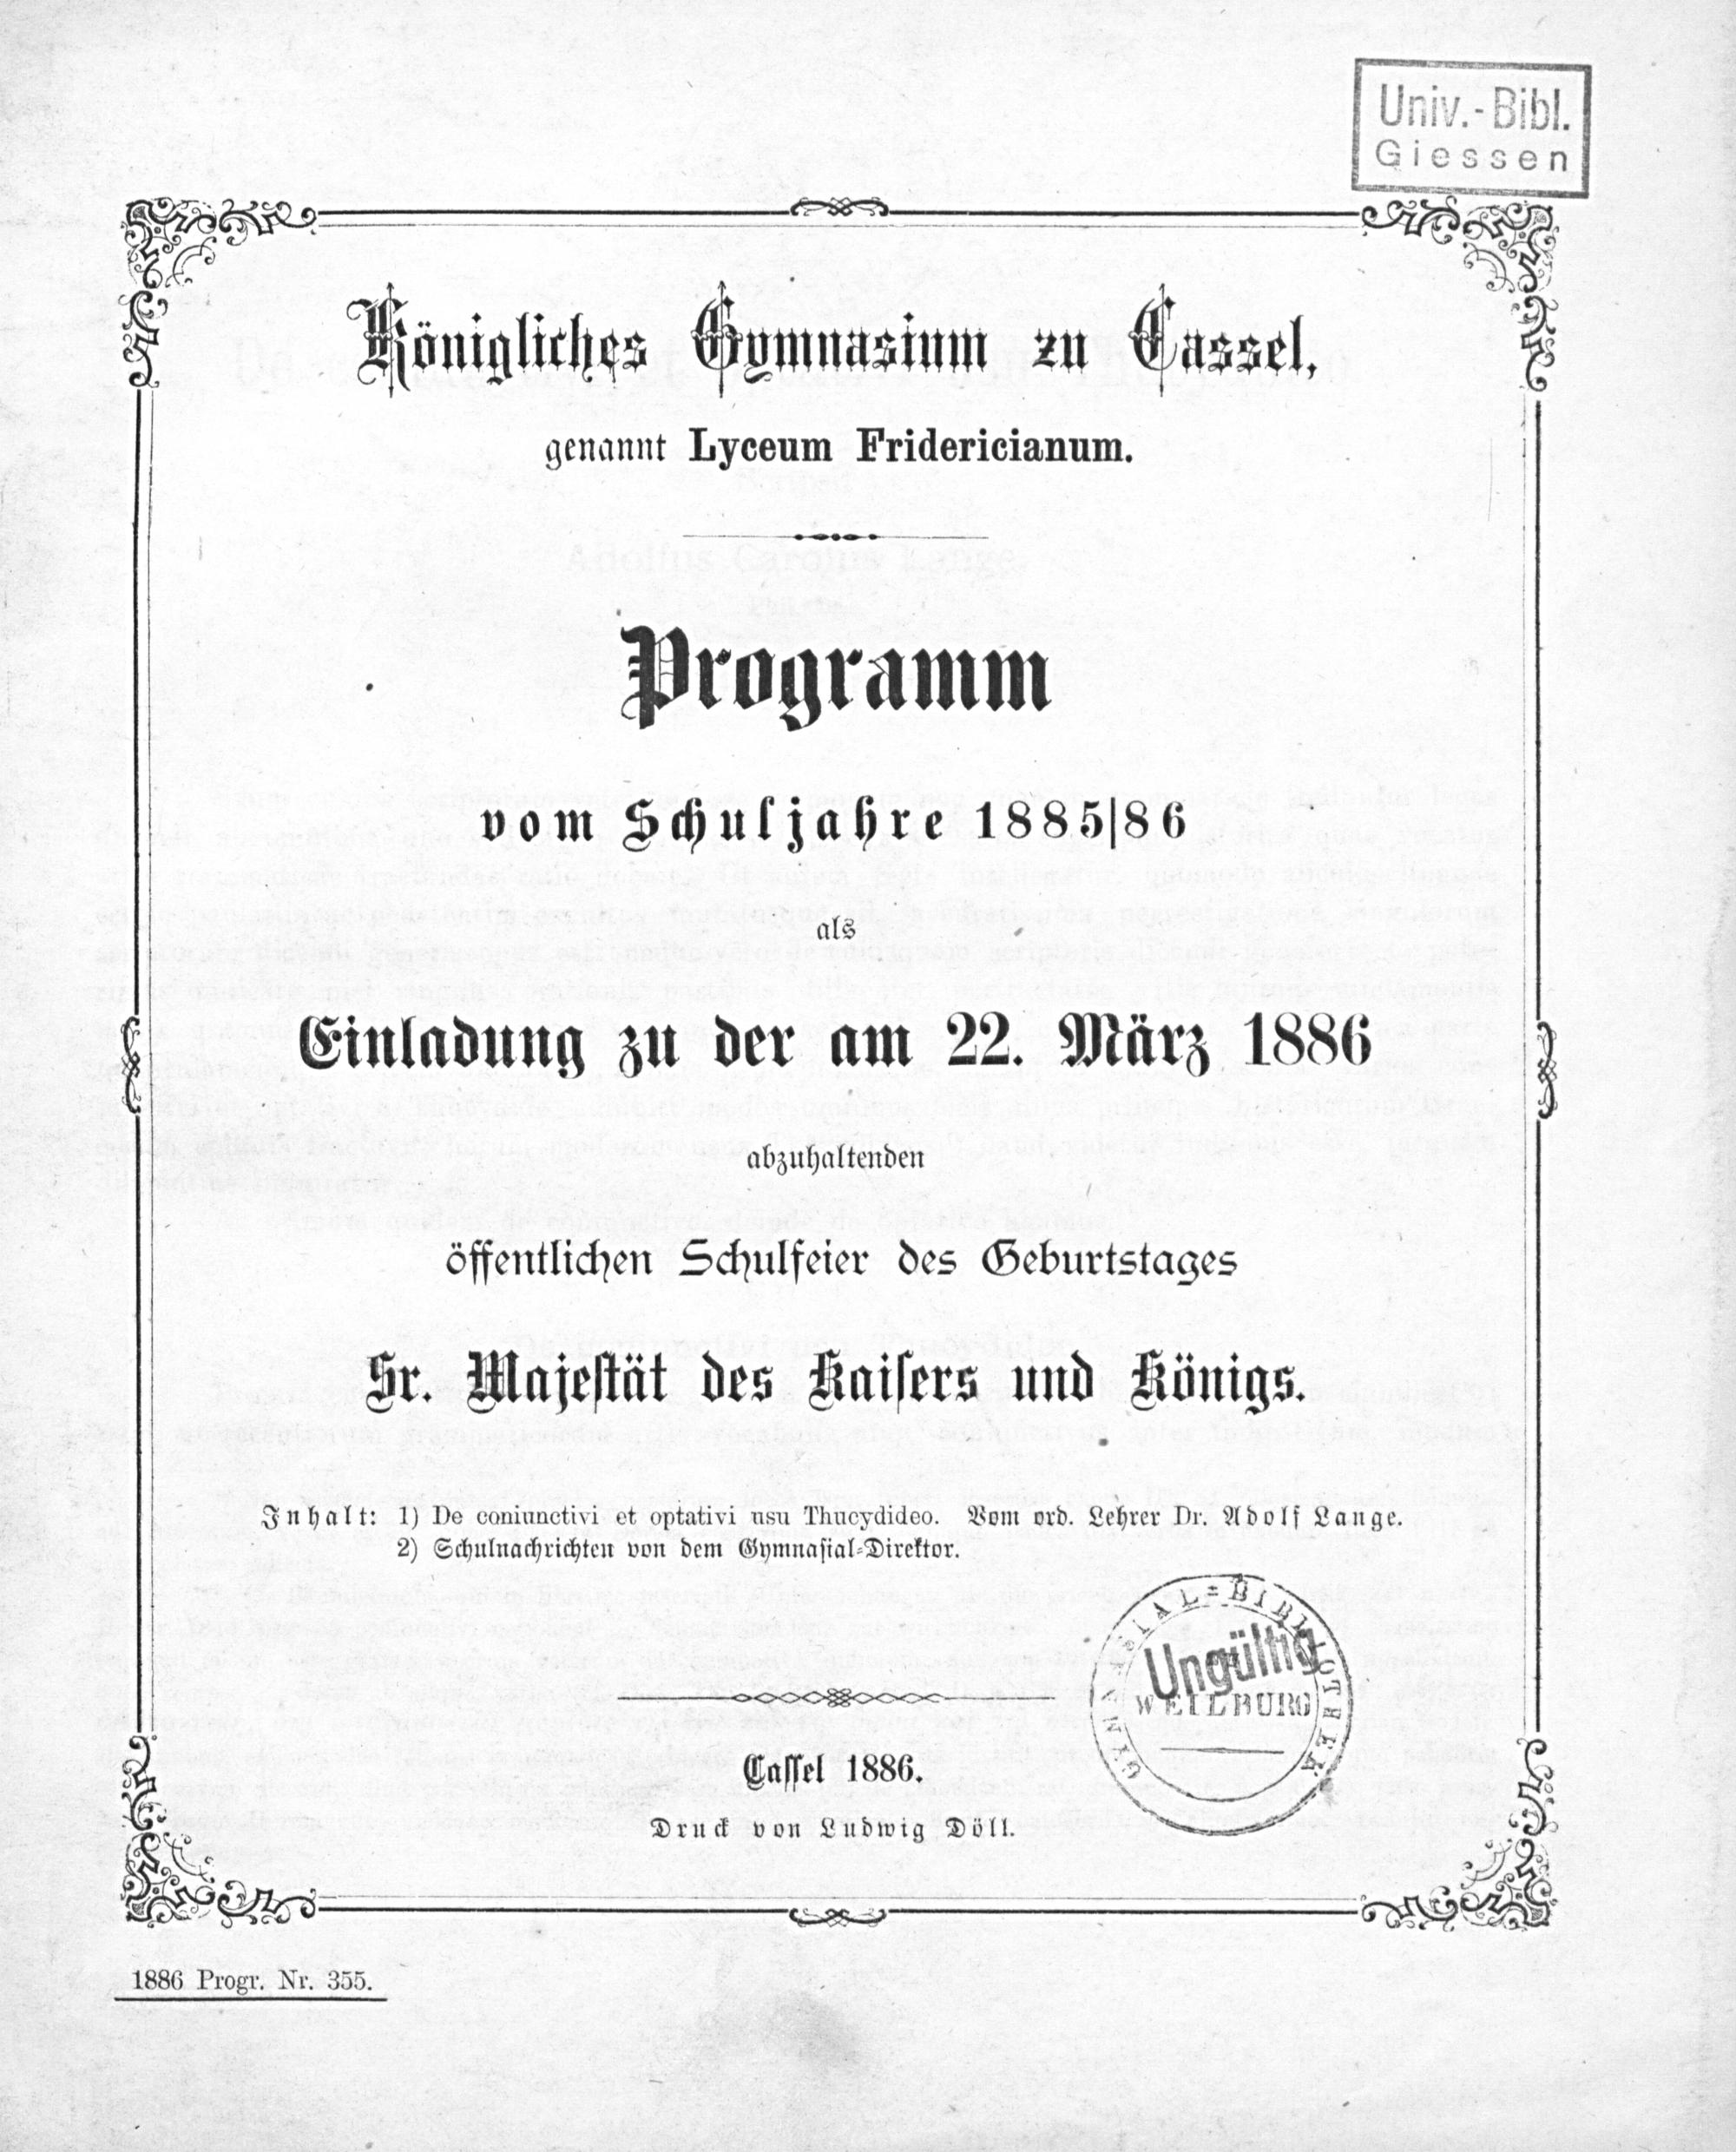 Univ.-Bibl.
Giessen
Königliches Gymnasium zu Cassel,
genannt Lyceum Fridericianum.
Programm
vom Schuljahre 1885|86
als
Einladung zu der am 22. März 1886
abzuhaltenden
öffentlichen Schulfeier des Geburtstages
Sr. Majestät des Kaisers und Königs.
Inhalt: 1) De coniunctivi et optativi usu Thucydideo. Vom ord. Lehrer Dr. Adolf Lange.
2) Schulnachrichten von dem Gymnasial-Direktor.
GYMNASIAL-BIBLIOTHEK
Ungültig
WEILBURG
Cassel 1886.
Druck von Ludwig Döll.
1886 Progr. Nr. 355.